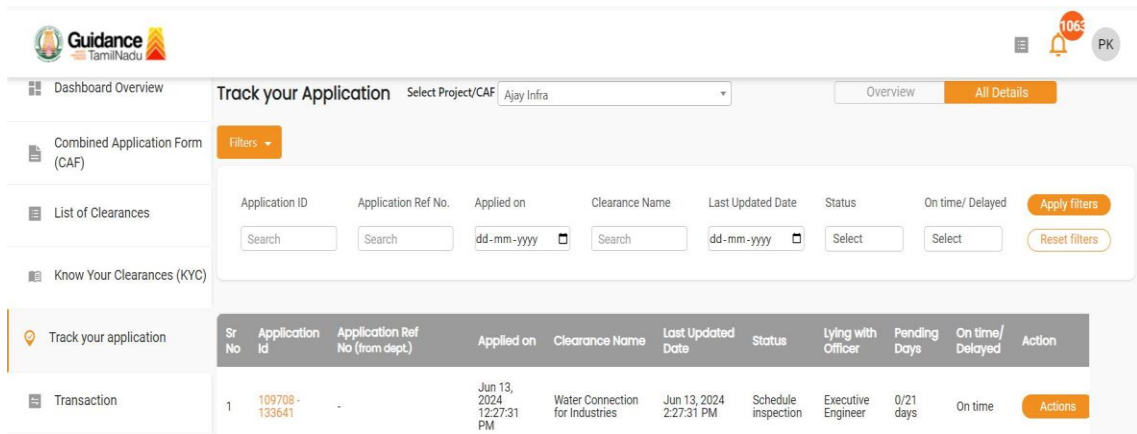 Guidance
TamilNadu
1063
PK
Dashboard Overview
Combined Application Form
(CAF)
List of Clearances
Know Your Clearances (KYC)
Track your application
Transaction
Track your Application Select Project/CAF Ajay Infra Overview All Details
Filters
Application ID Application Ref No. Applied on Clearance Name Last Updated Date Status On time/ Delayed Apply filters
Search Search dd-mm-yyyy Search dd-mm-yyyy Select Select Reset filters
Sr Application Application Ref Applied on Clearance Name Last Updated Status Lying with Pending On time/ Action
No Id No (from dept.) Date Officer Days Delayed
Jun 13,
1 109708 - - 2024 Water Connection Jun 13, 2024 Schedule Executive 0/21 On time Actions
133641 12:27:31 for Industries 2:27:31 PM inspection Engineer days
PM